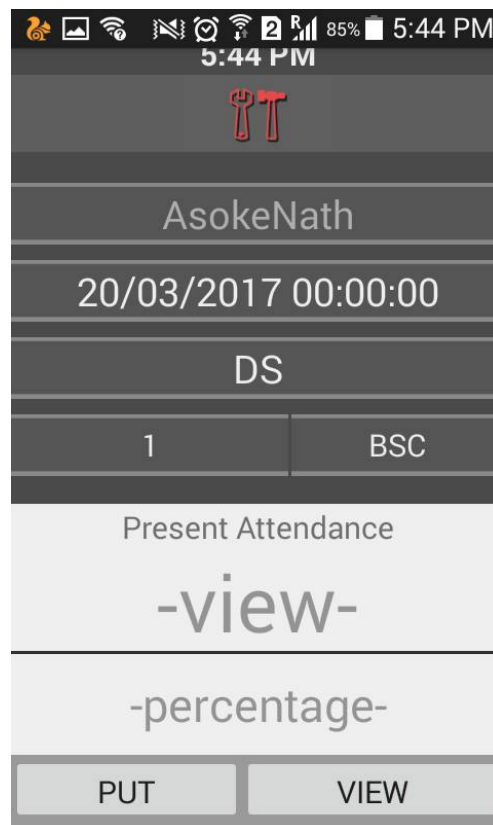 2 R 85% 5:44 PM
5:44 PM
AsokeNath
20/03/2017 00:00:00
DS
1 BSC
Present Attendance
-view-
-percentage-
PUT VIEW